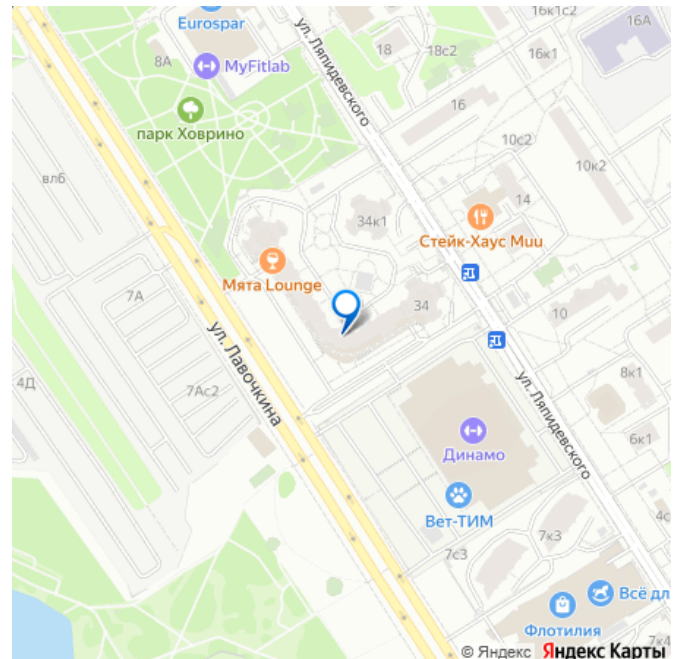 Eurospar
16к1с2
16А
8А
MyFitlab
ул. Ляпидевского
18
18с2
16к1
парк Ховрино
16
10с2
10к2
вл6
34к1
14
Стейк-Хаус Muu
Мята Lounge
7А
34
10
ул. Лавочкина
4Д
7Ас2
ул. Ляпидевского
8к1
6к1
Динамо
Вет-ТИМ
4с
7к3
7с3
Всё дл
Флотилия
7к4
© Яндекс Яндекс Карты